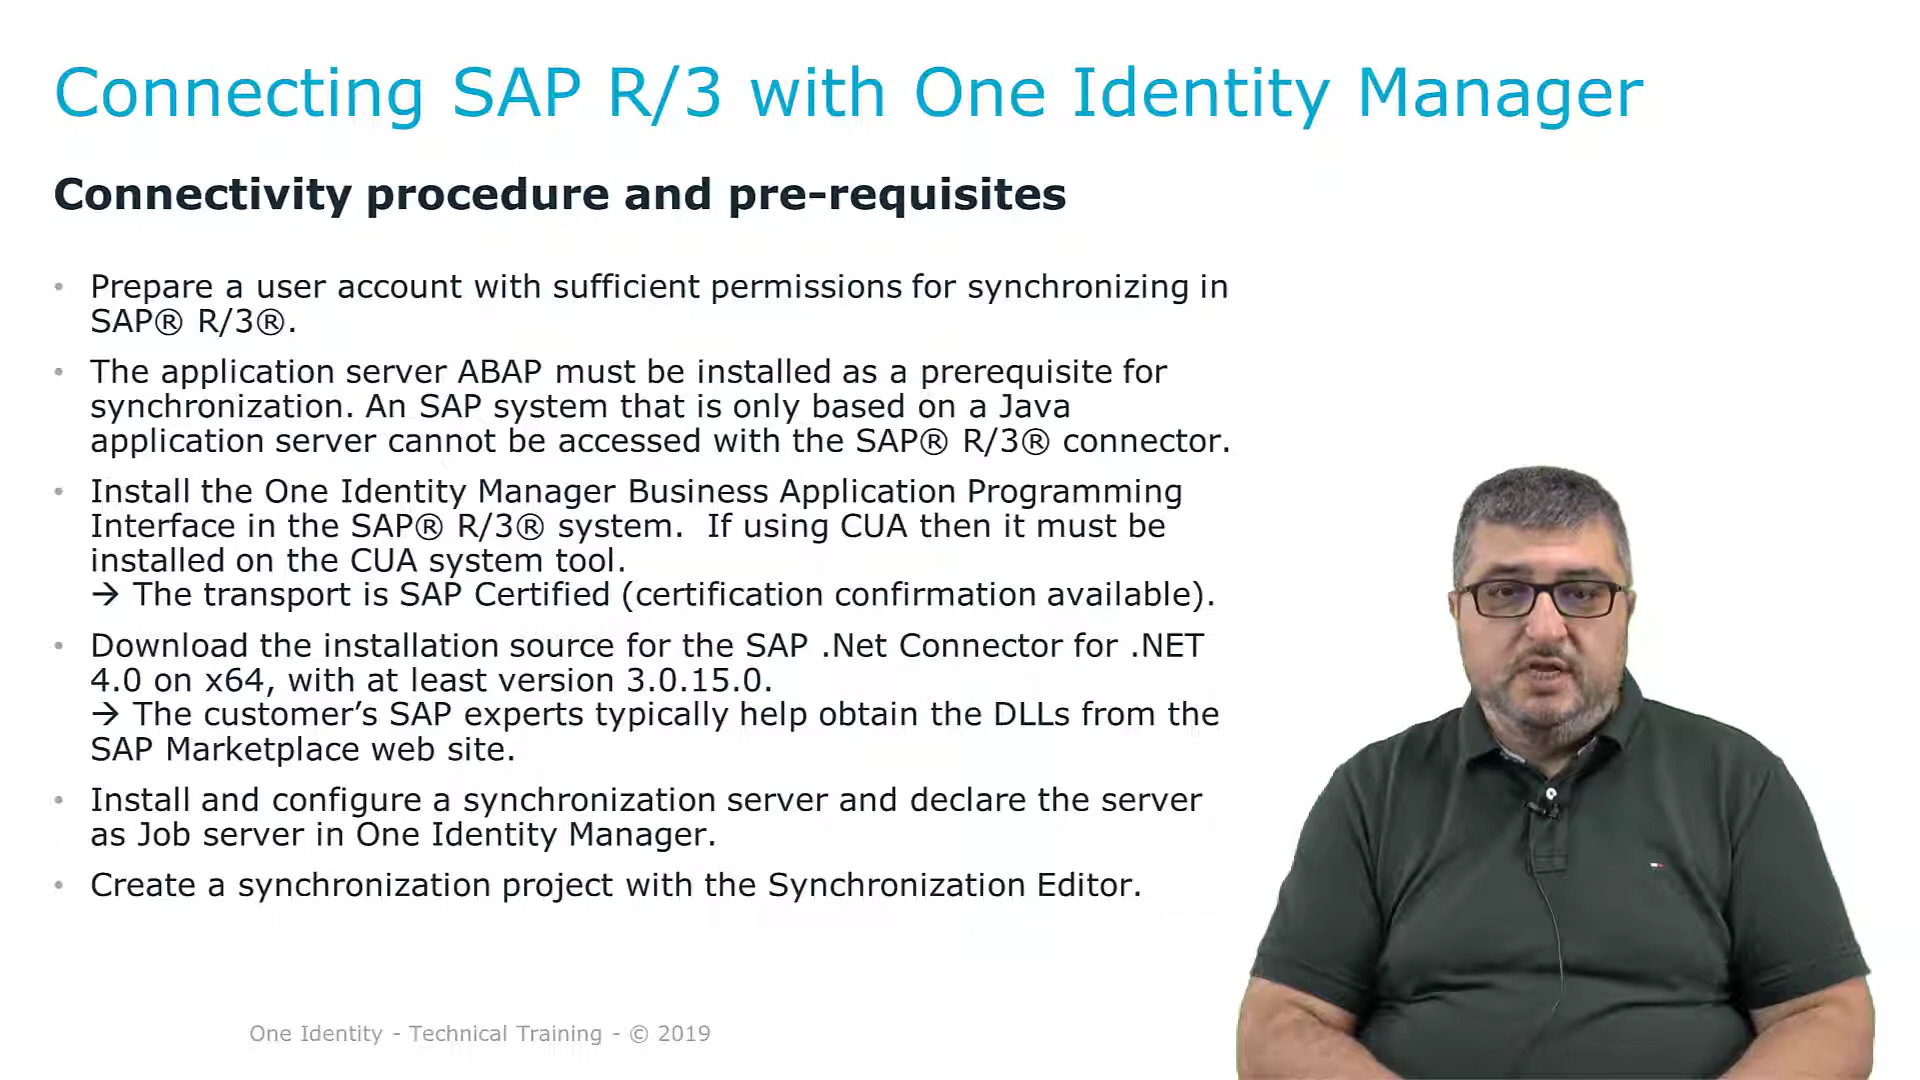 Connecting SAP R/3 with One Identity Manager
Connectivity procedure and pre-requisites
• Prepare a user account with sufficient permissions for synchronizing in
SAP® R/3®.
• The application server ABAP must be installed as a prerequisite for
synchronization. An SAP system that is only based on a Java
application server cannot be accessed with the SAP® R/3® connector.
• Install the One Identity Manager Business Application Programming
Interface in the SAP® R/3® system.  If using CUA then it must be
installed on the CUA system tool.
→ The transport is SAP Certified (certification confirmation available).
• Download the installation source for the SAP .Net Connector for .NET
4.0 on x64, with at least version 3.0.15.0.
→ The customer’s SAP experts typically help obtain the DLLs from the
SAP Marketplace web site.
• Install and configure a synchronization server and declare the server
as Job server in One Identity Manager.
• Create a synchronization project with the Synchronization Editor.
One Identity - Technical Training - © 2019